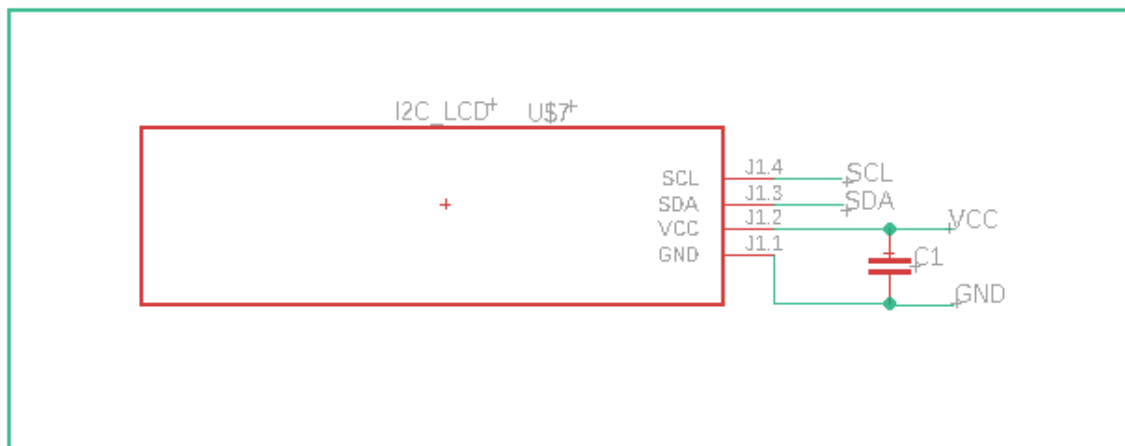 I2C_LCD U$7
SCL J1.4 SCL
SDA J1.3 SDA
VCC J1.2 VCC
GND J1.1
C1
GND